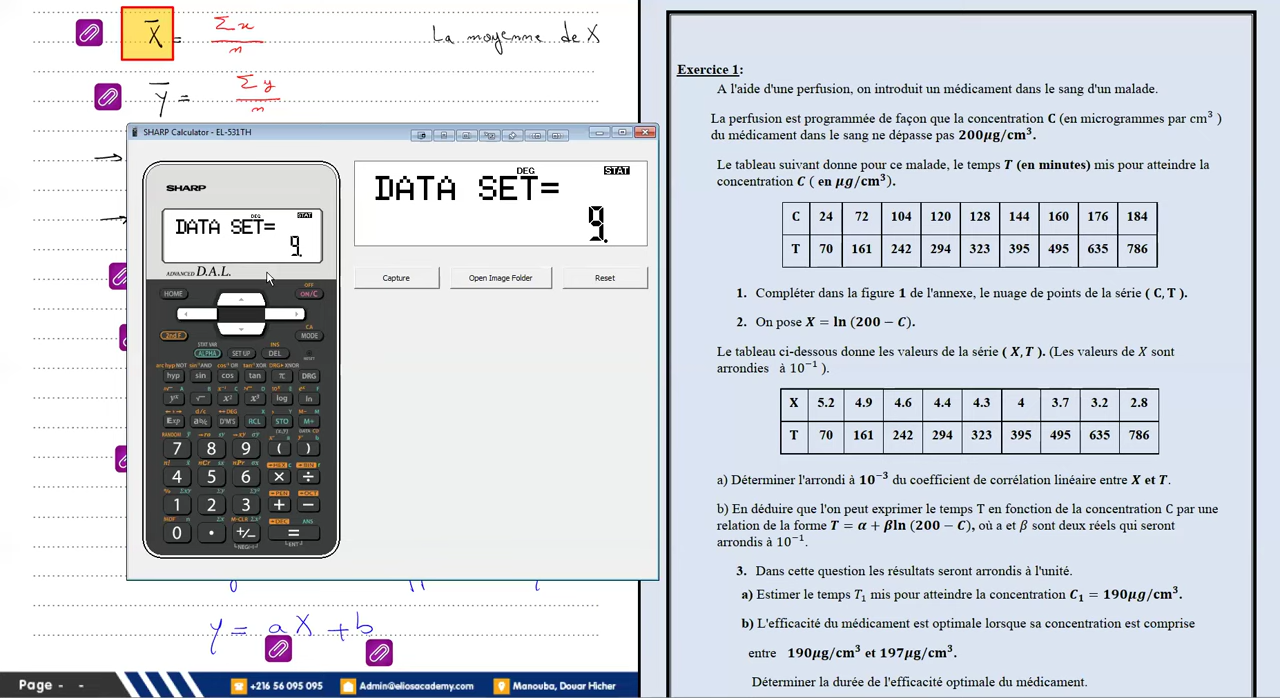 X̄ = Σx / n
La moyenne de X
Ȳ = Σy / n
SHARP Calculator - EL-531TH
SHARP
DEG STAT
DATA SET=
9.
ADVANCED D.A.L.
DEG STAT
DATA SET=
9.
Capture Open Image Folder Reset
OFF
HOME ON/C
CA
2ndF MODE
STAT VAR INS
ALPHA SET UP DEL
arc hyp
hyp sin cos tan π DRG
yˣ √ x² x³ log ln
Exp a b/c D°M'S RCL STO M+
RANDOM
7 8 9 ( )
4 5 6 × ÷
1 2 3 + −
0 • +/− =
y = aX + b
Page - -
+216 56 095 095 Admin@eliosacademy.com Manouba, Douar Hicher
Exercice 1:
A l'aide d'une perfusion, on introduit un médicament dans le sang d'un malade.
La perfusion est programmée de façon que la concentration C (en microgrammes par cm³ )
du médicament dans le sang ne dépasse pas 200μg/cm³.
Le tableau suivant donne pour ce malade, le temps T (en minutes) mis pour atteindre la
concentration C ( en μg/cm³).
C 24 72 104 120 128 144 160 176 184
T 70 161 242 294 323 395 495 635 786
1. Compléter dans la figure 1 de l'annexe, le nuage de points de la série ( C, T ).
2. On pose X = ln (200 − C).
Le tableau ci-dessous donne les valeurs de la série ( X, T ). (Les valeurs de X sont
arrondies à 10⁻¹ ).
X 5.2 4.9 4.6 4.4 4.3 4 3.7 3.2 2.8
T 70 161 242 294 323 395 495 635 786
a) Déterminer l'arrondi à 10⁻³ du coefficient de corrélation linéaire entre X et T.
b) En déduire que l'on peut exprimer le temps T en fonction de la concentration C par une
relation de la forme T = α + βln (200 − C), où a et β sont deux réels qui seront
arrondis à 10⁻¹.
3. Dans cette question les résultats seront arrondis à l'unité.
a) Estimer le temps T₁ mis pour atteindre la concentration C₁ = 190μg/cm³.
b) L'efficacité du médicament est optimale lorsque sa concentration est comprise
entre 190μg/cm³ et 197μg/cm³.
Déterminer la durée de l'efficacité optimale du médicament.